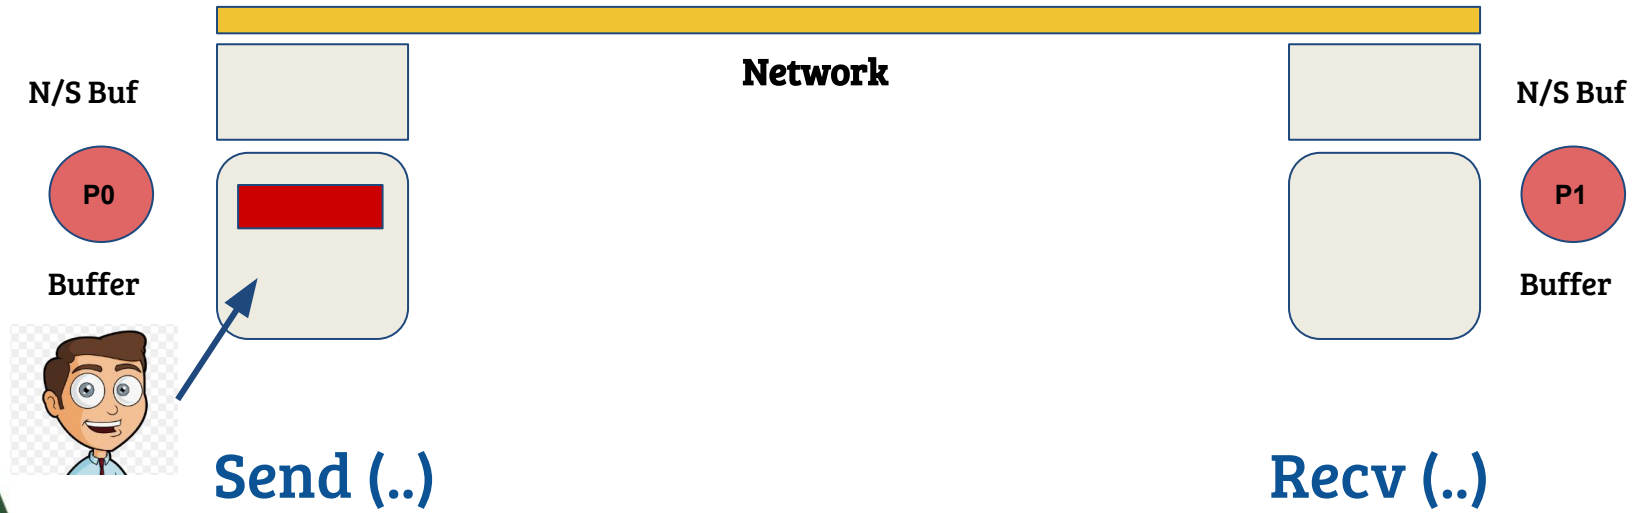 Network
N/S Buf
N/S Buf
P0
P1
Buffer
Buffer
Send (..)
Recv (..)